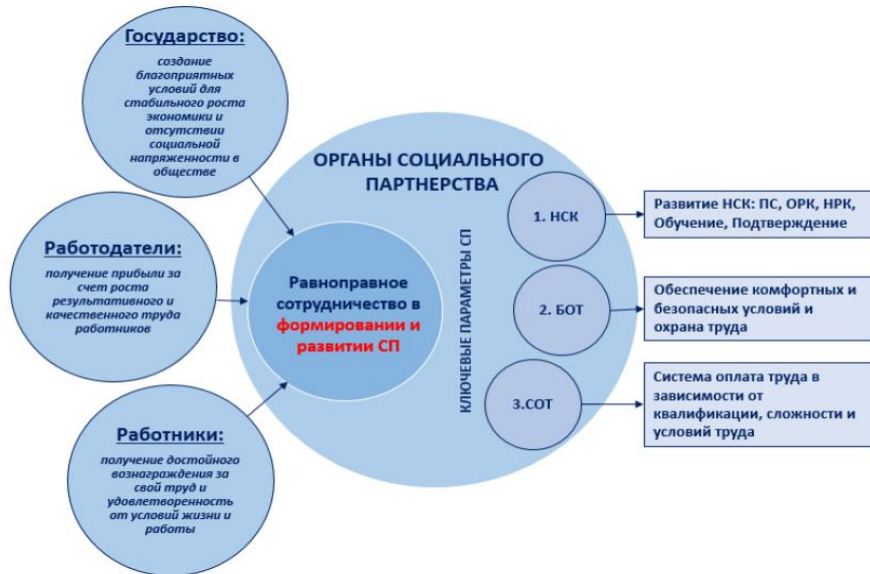 Государство:
создание
благоприятных
условий для
стабильного роста
экономики и
отсутствии
социальной
напряженности в
обществе
Работодатели:
получение прибыли за
счет роста
результативного и
качественного труда
работников
Работники:
получение достойного
вознаграждения за
свой труд и
удовлетворенность
от условий жизни и
работы
ОРГАНЫ СОЦИАЛЬНОГО
ПАРТНЕРСТВА
Равноправное
сотрудничество в
формировании и
развитии СП
КЛЮЧЕВЫЕ ПАРАМЕТРЫ СП
1. НСК
2. БОТ
3.СОТ
Развитие НСК: ПС, ОРК, НРК,
Обучение, Подтверждение
Обеспечение комфортных и
безопасных условий и
охрана труда
Система оплата труда в
зависимости от
квалификации, сложности и
условий труда